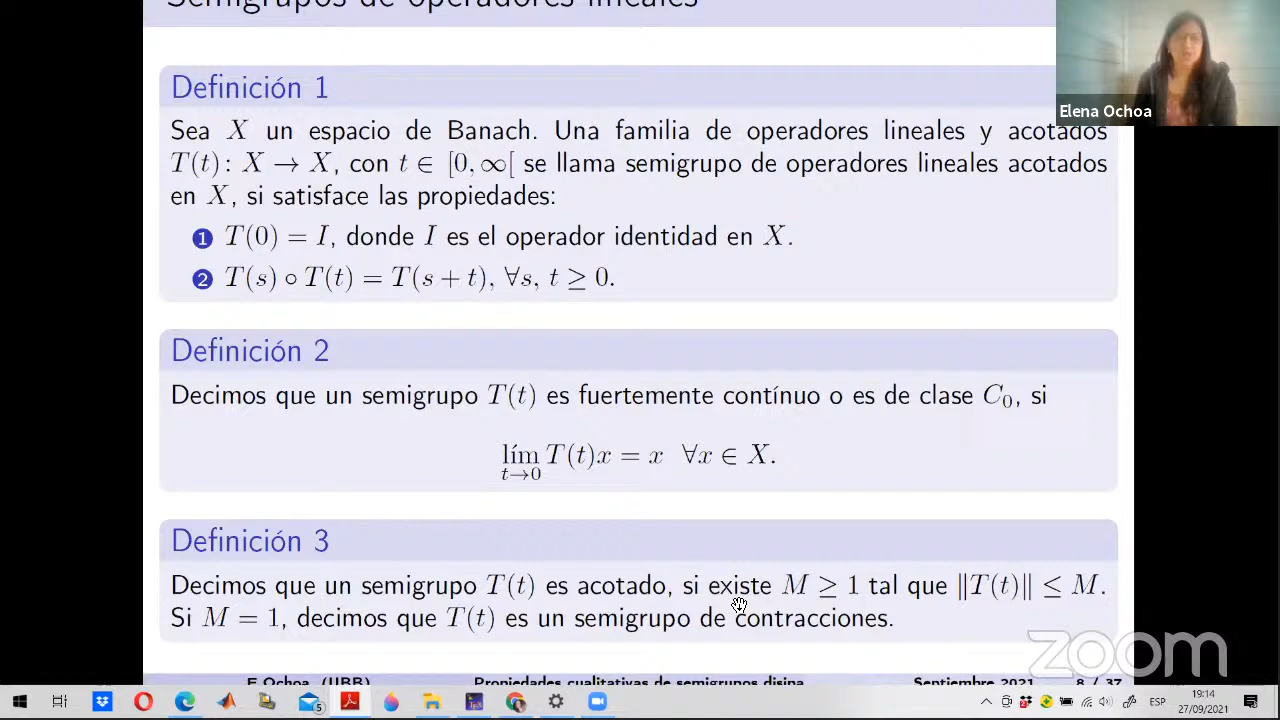 Semigrupos de operadores lineales
Elena Ochoa
Definición 1
Sea X un espacio de Banach. Una familia de operadores lineales y acotados
T(t): X → X, con t ∈ [0, ∞[ se llama semigrupo de operadores lineales acotados
en X, si satisface las propiedades:
1 T(0) = I, donde I es el operador identidad en X.
2 T(s) ∘ T(t) = T(s + t), ∀s, t ≥ 0.
Definición 2
Decimos que un semigrupo T(t) es fuertemente contínuo o es de clase C₀, si
lím T(t)x = x ∀x ∈ X.
t→0
Definición 3
Decimos que un semigrupo T(t) es acotado, si existe M ≥ 1 tal que ‖T(t)‖ ≤ M.
Si M = 1, decimos que T(t) es un semigrupo de contracciones.
zoom
E.Ochoa (UBB) Propiedades cualitativas de semigrupos disipa Septiembre 2021 8 / 37
5
ESP
19:14
27/09/2021